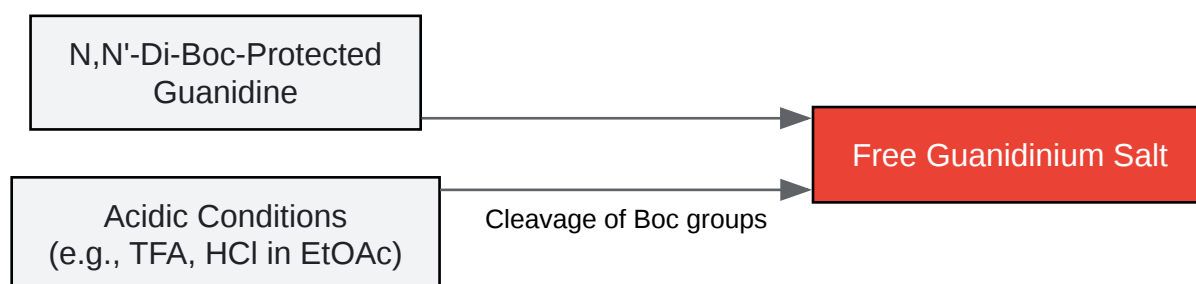 N,N'-Di-Boc-Protected
Guanidine
Free Guanidinium Salt
Acidic Conditions
(e.g., TFA, HCl in EtOAc)
Cleavage of Boc groups